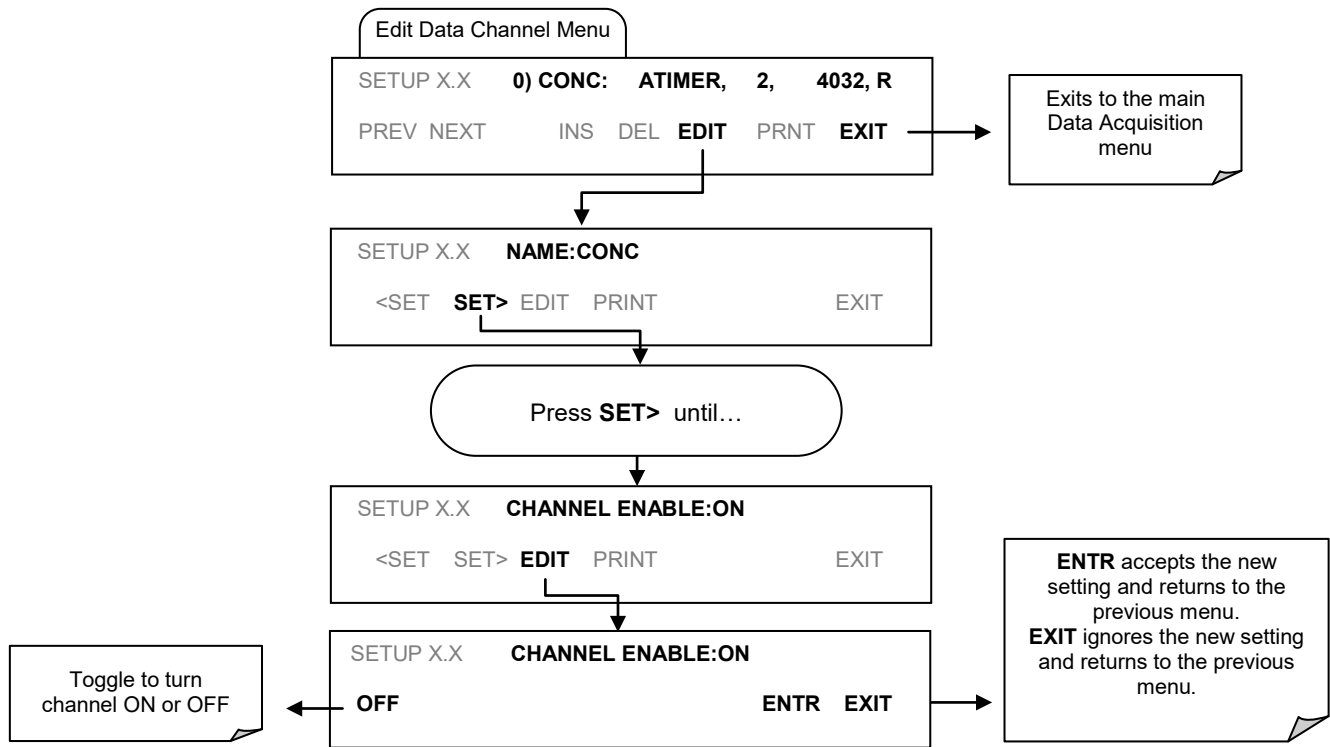 Edit Data Channel Menu
SETUP X.X 0) CONC: ATIMER, 2, 4032, R
PREV NEXT INS DEL EDIT PRNT EXIT
Exits to the main
Data Acquisition
menu
SETUP X.X NAME:CONC
<SET SET> EDIT PRINT EXIT
Press SET> until…
SETUP X.X CHANNEL ENABLE:ON
<SET SET> EDIT PRINT EXIT
SETUP X.X CHANNEL ENABLE:ON
OFF ENTR EXIT
Toggle to turn
channel ON or OFF
ENTR accepts the new
setting and returns to the
previous menu.
EXIT ignores the new setting
and returns to the previous
menu.